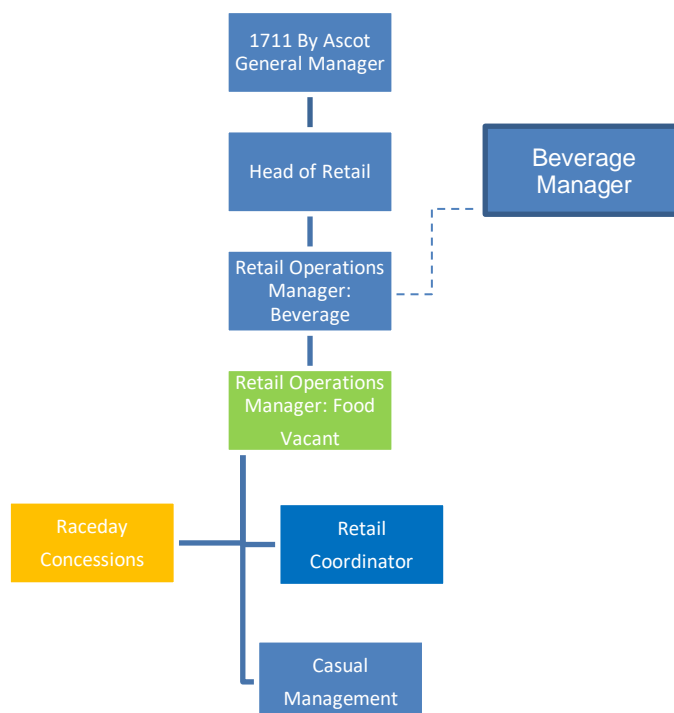 1711 By Ascot
General Manager
Head of Retail
Beverage
Manager
Retail Operations
Manager:
Beverage
Retail Operations
Manager: Food
Vacant
Raceday
Concessions
Retail
Coordinator
Casual
Management